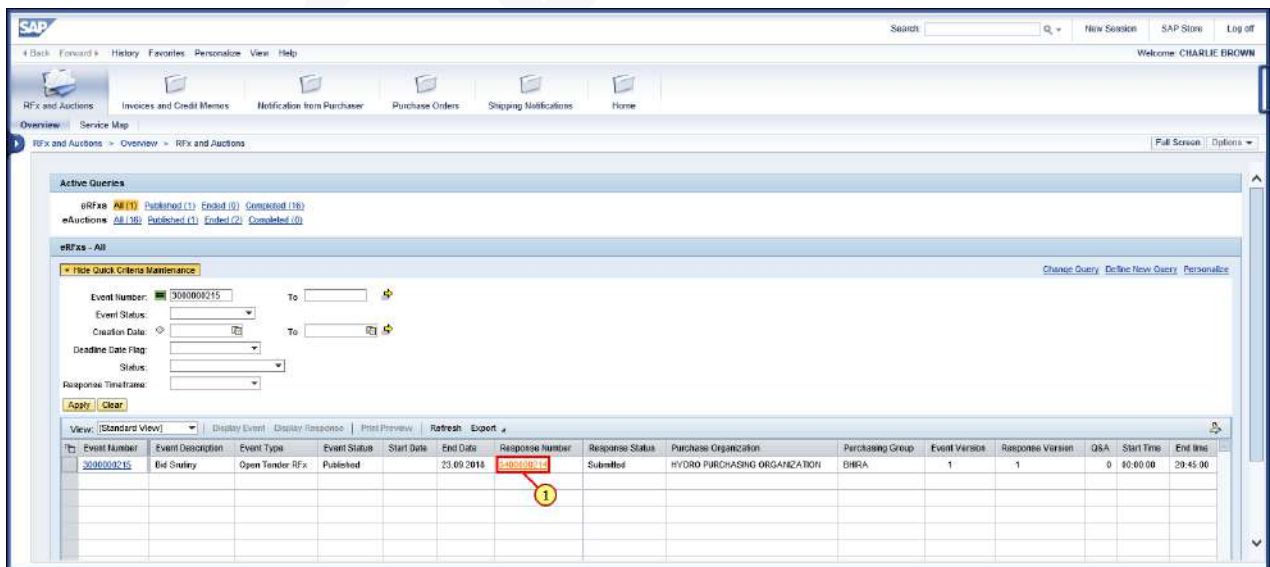 SAP
Search: New Session SAP Store Log off
Back Forward History Favorites Personalize View Help Welcome: CHARLIE BROWN
RFx and Auctions Invoices and Credit Memos Notification from Purchaser Purchase Orders Shipping Notifications Home
Overview Service Map
RFx and Auctions > Overview > RFx and Auctions Full Screen Options
Active Queries
eRFxs All (1) Published (1) Ended (0) Completed (16)
eAuctions All (16) Published (1) Ended (2) Completed (0)
eRFxs - All
Hide Quick Criteria Maintenance Change Query Define New Query Personalize
Event Number: 3000000215 To
Event Status:
Creation Date: To
Deadline Date Flag:
Status:
Response Timeframe:
Apply Clear
View: [Standard View] Display Event Display Response Print Preview Refresh Export
Event Number Event Description Event Type Event Status Start Date End Date Response Number Response Status Purchase Organization Purchasing Group Event Version Response Version Q&A Start Time End time
3000000215 Bid Srutiny Open Tender RFx Published 23.09.2018 Submitted HYDRO PURCHASING ORGANIZATION BHIRA 1 1 0 00:00:00 20:45:00
1